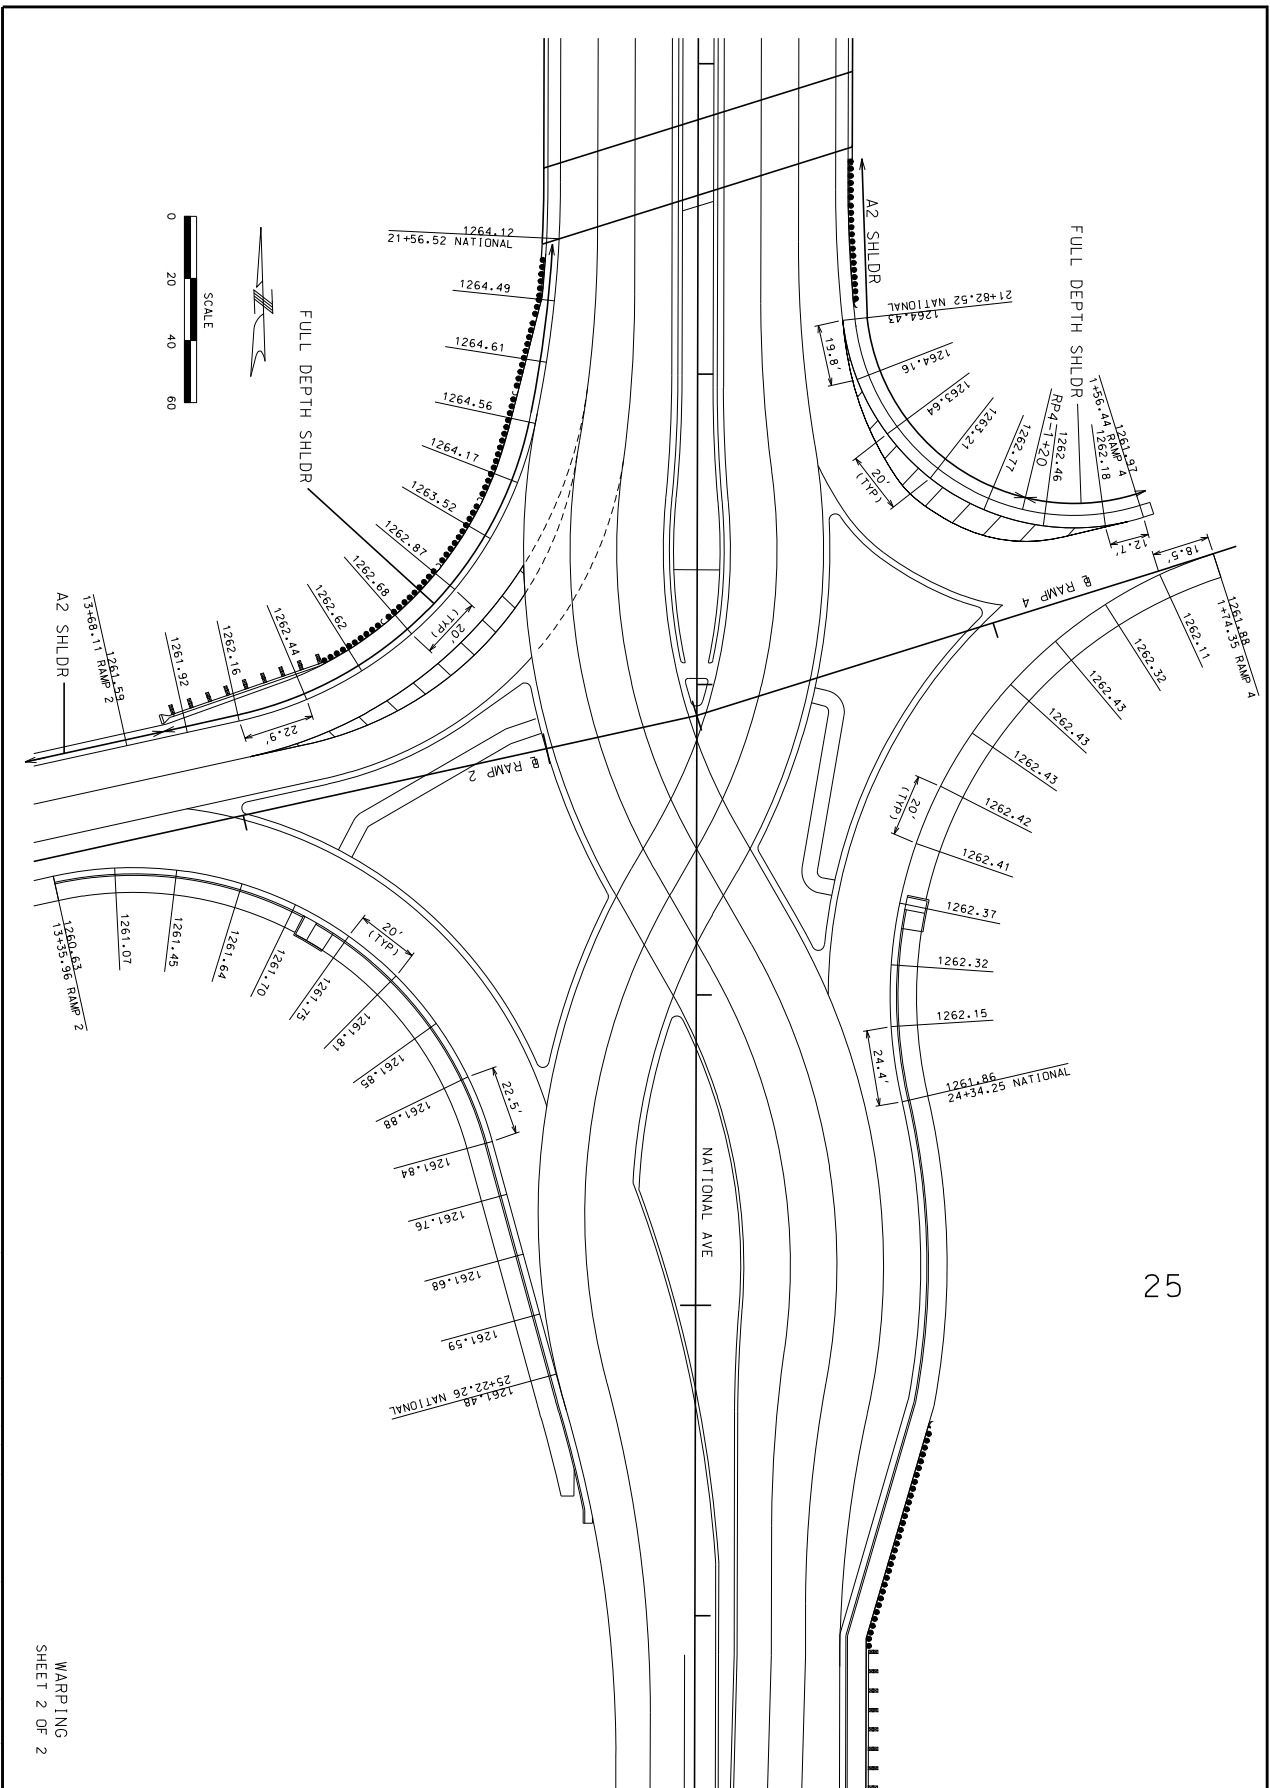 1264.12
21+56.52 NATIONAL
1264.49
1264.61
1264.56
1264.17
1263.52
1262.87
1262.68
1262.62
1262.44
1262.16
1261.92
1261.59
13+68.11 RAMP 2
A2 SHLDR
FULL DEPTH SHLDR
20'
(TYP)
22.9'
0
20
40
60
SCALE
A2 SHLDR
FULL DEPTH SHLDR
21+82.52 NATIONAL
1264.43
19.8'
1264.16
1263.64
1263.21
1262.77
RP4-1+20
1262.46
1262.18
1261.97
1+56.44 RAMP 4
20'
(TYP)
12.7'
18.5'
℄ RAMP 4
1261.88
1+74.35 RAMP 4
1262.11
1262.32
1262.43
1262.43
1262.43
1262.42
1262.41
20'
(TYP)
1262.37
1262.32
1262.15
24.4'
1261.86
24+34.25 NATIONAL
℄ RAMP 2
1260.63
13+35.96 RAMP 2
1261.07
1261.45
1261.64
1261.70
1261.75
1261.81
1261.85
1261.88
20'
(TYP)
22.5'
1261.84
1261.76
1261.68
1261.59
1261.48
25+22.26 NATIONAL
NATIONAL AVE
25
WARPING
SHEET 2 OF 2